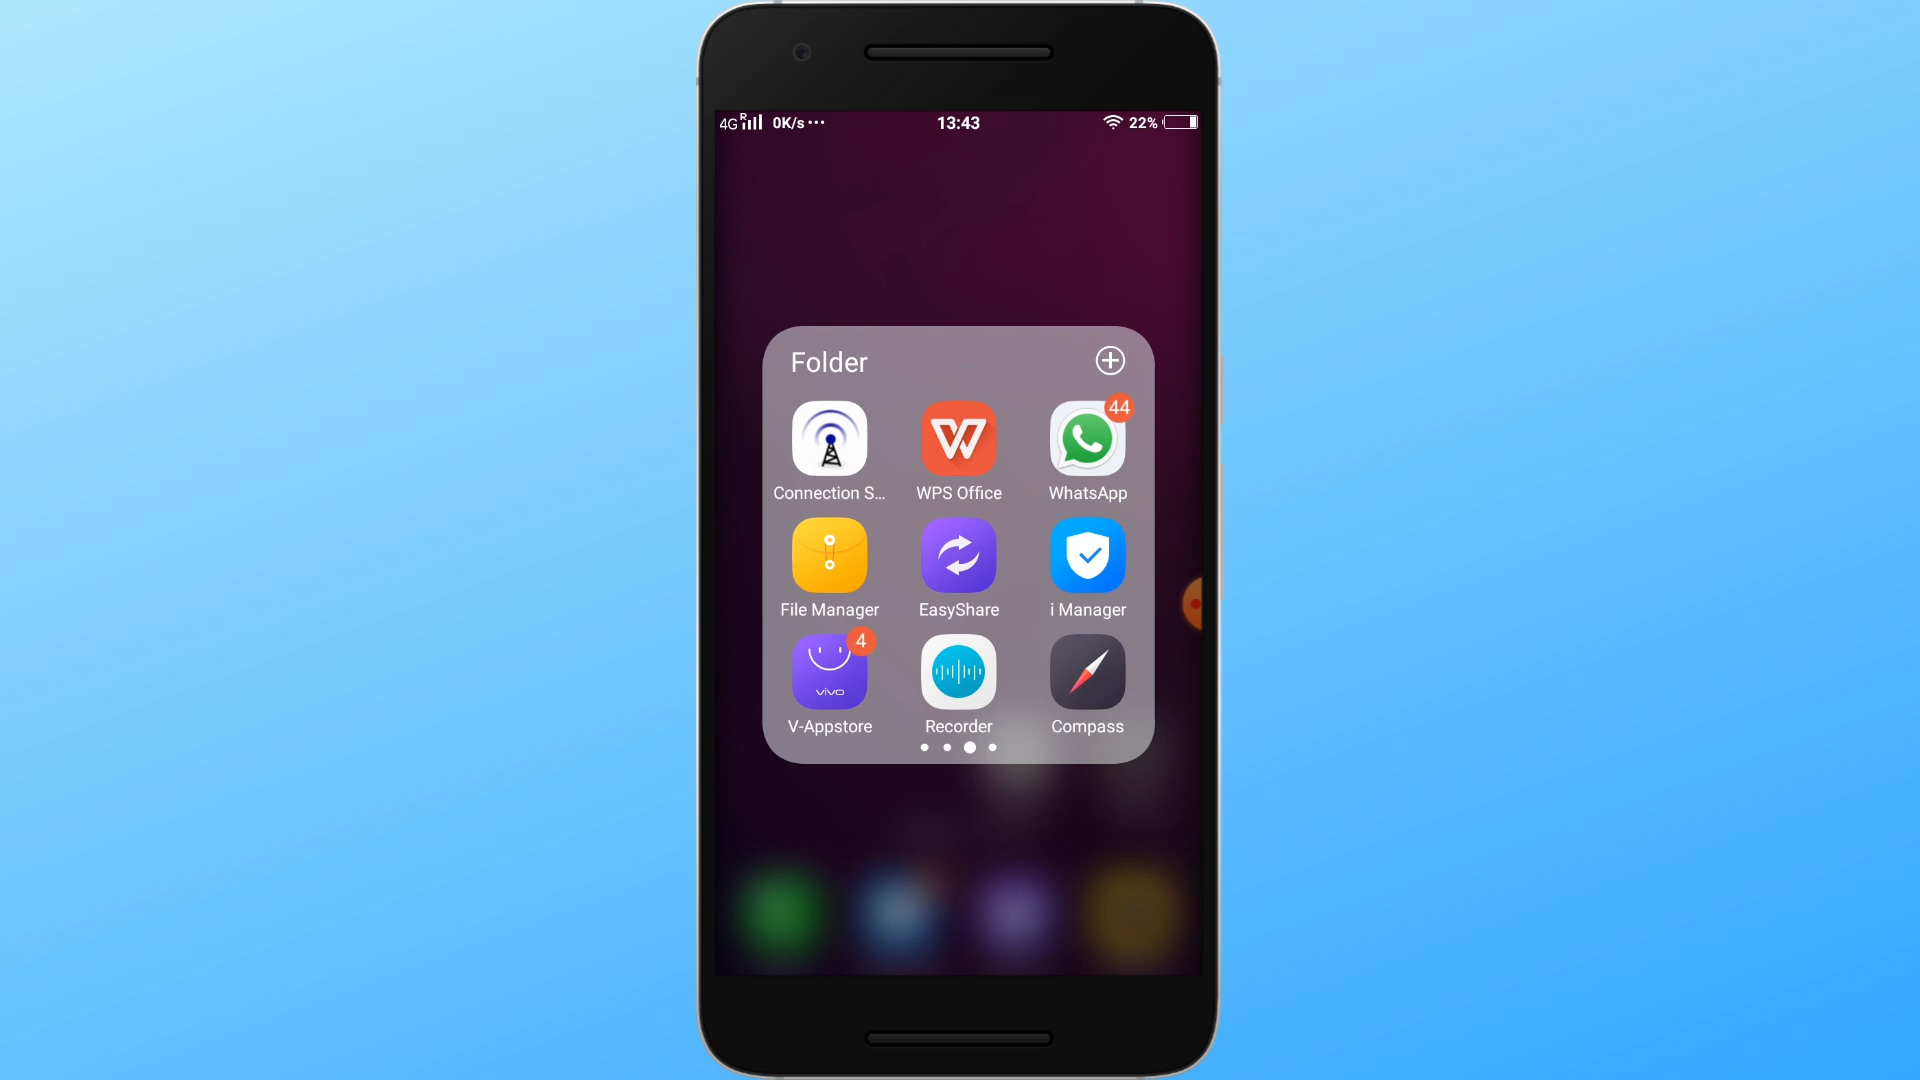 4G R 0K/s ... 13:43 22%
Folder
44
Connection S... WPS Office WhatsApp
File Manager EasyShare i Manager
4
vivo
V-Appstore Recorder Compass